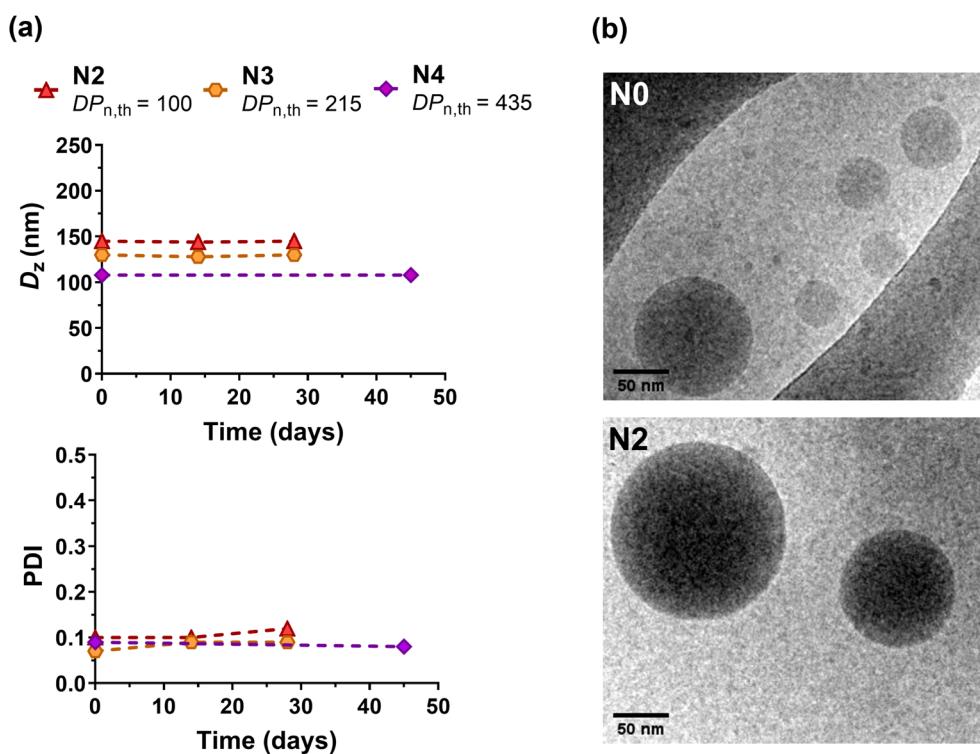 (a)
(b)
N2 N3 N4
DPn,th = 100 DPn,th = 215 DPn,th = 435
250
200
150
100
50
0
Dz (nm)
0 10 20 30 40 50
Time (days)
0.5
0.4
0.3
0.2
0.1
0.0
PDI
0 10 20 30 40 50
Time (days)
N0
50 nm
N2
50 nm